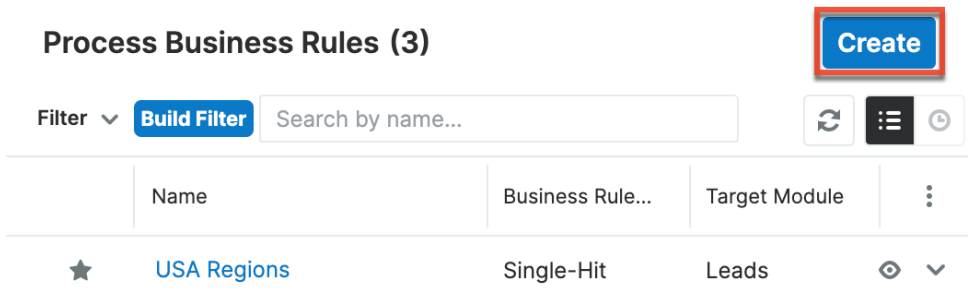 Process Business Rules (3)
Create
Filter
Build Filter
Search by name...
Name
Business Rule...
Target Module
USA Regions
Single-Hit
Leads